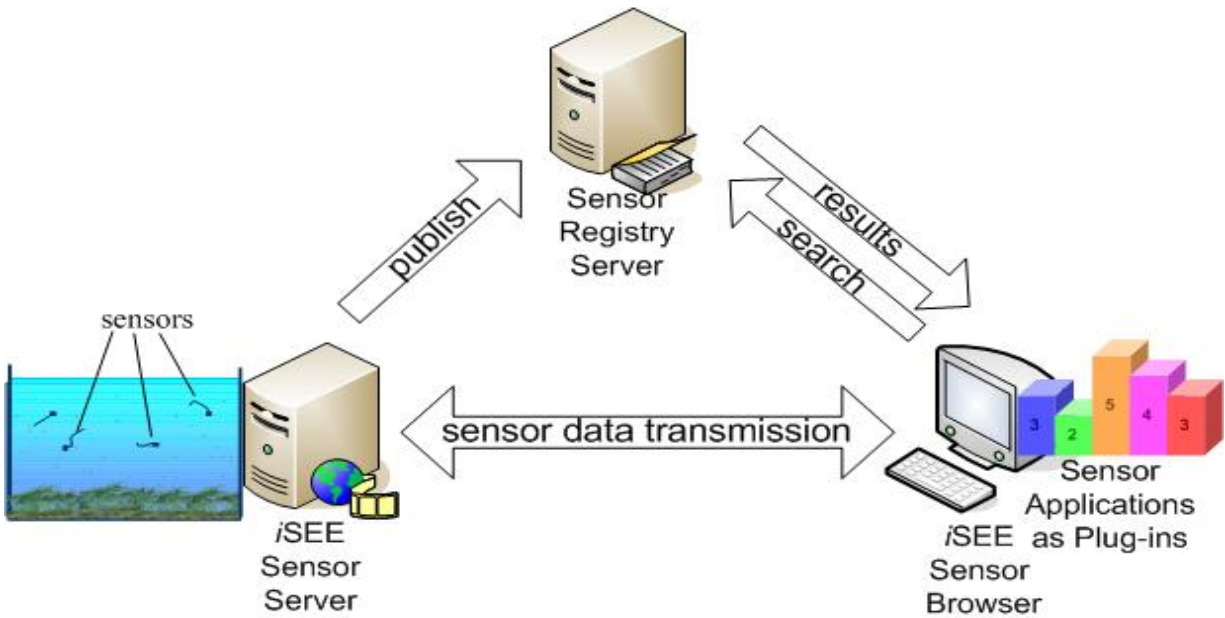 Sensor
Registry
Server
publish
results
search
sensors
sensor data transmission
iSEE
Sensor
Server
3
2
5
4
3
Sensor
Applications
as Plug-ins
iSEE
Sensor
Browser